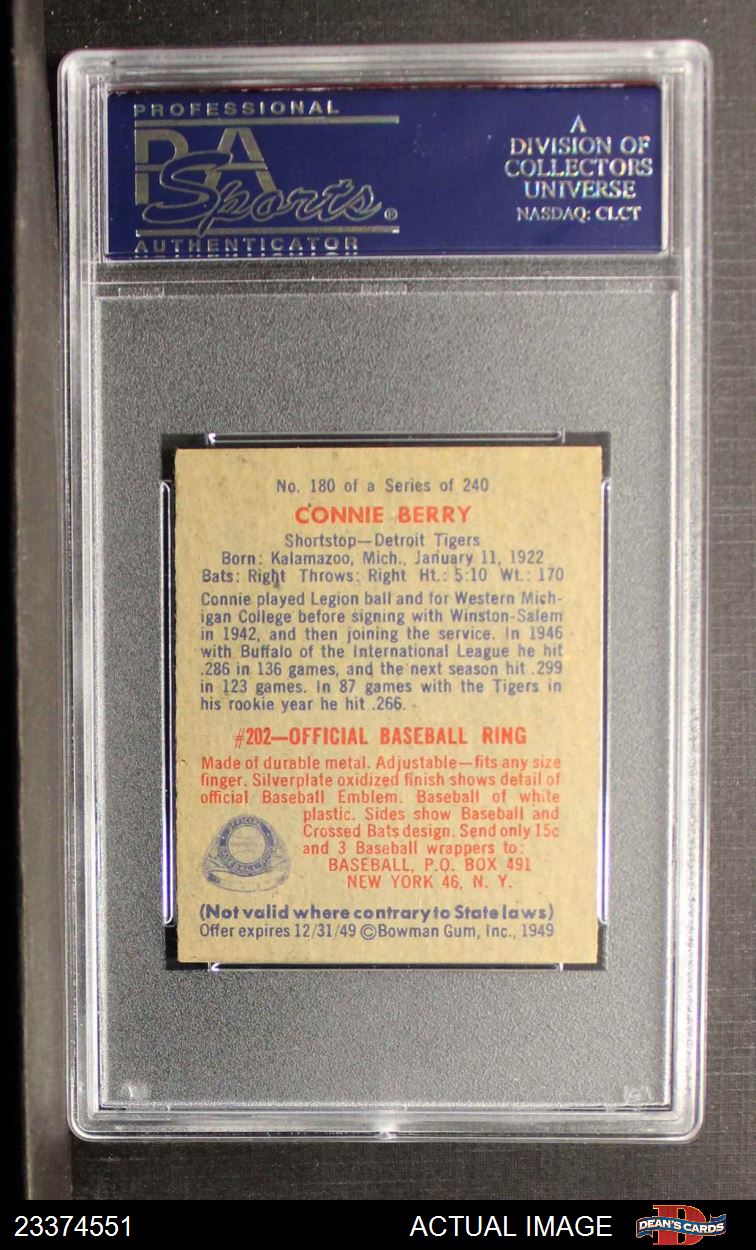 PROFESSIONAL
PSA
Sports®
AUTHENTICATOR
A
DIVISION OF
COLLECTORS
UNIVERSE
NASDAQ: CLCT
No. 180 of a Series of 240
CONNIE BERRY
Shortstop—Detroit Tigers
Born: Kalamazoo, Mich., January 11, 1922
Bats: Right Throws: Right Ht.: 5:10 Wt.: 170
Connie played Legion ball and for Western Mich-
igan College before signing with Winston-Salem
in 1942, and then joining the service. In 1946
with Buffalo of the International League he hit
.286 in 136 games, and the next season hit .299
in 123 games. In 87 games with the Tigers in
his rookie year he hit .266.
#202—OFFICIAL BASEBALL RING
Made of durable metal. Adjustable—fits any size
finger. Silverplate oxidized finish shows detail of
official Baseball Emblem. Baseball of white
plastic. Sides show Baseball and
Crossed Bats design. Send only 15c
and 3 Baseball wrappers to:
BASEBALL, P.O. BOX 491
NEW YORK 46, N. Y.
(Not valid where contrary to State laws)
Offer expires 12/31/49 ©Bowman Gum, Inc., 1949
23374551
ACTUAL IMAGE
DEAN'S CARDS